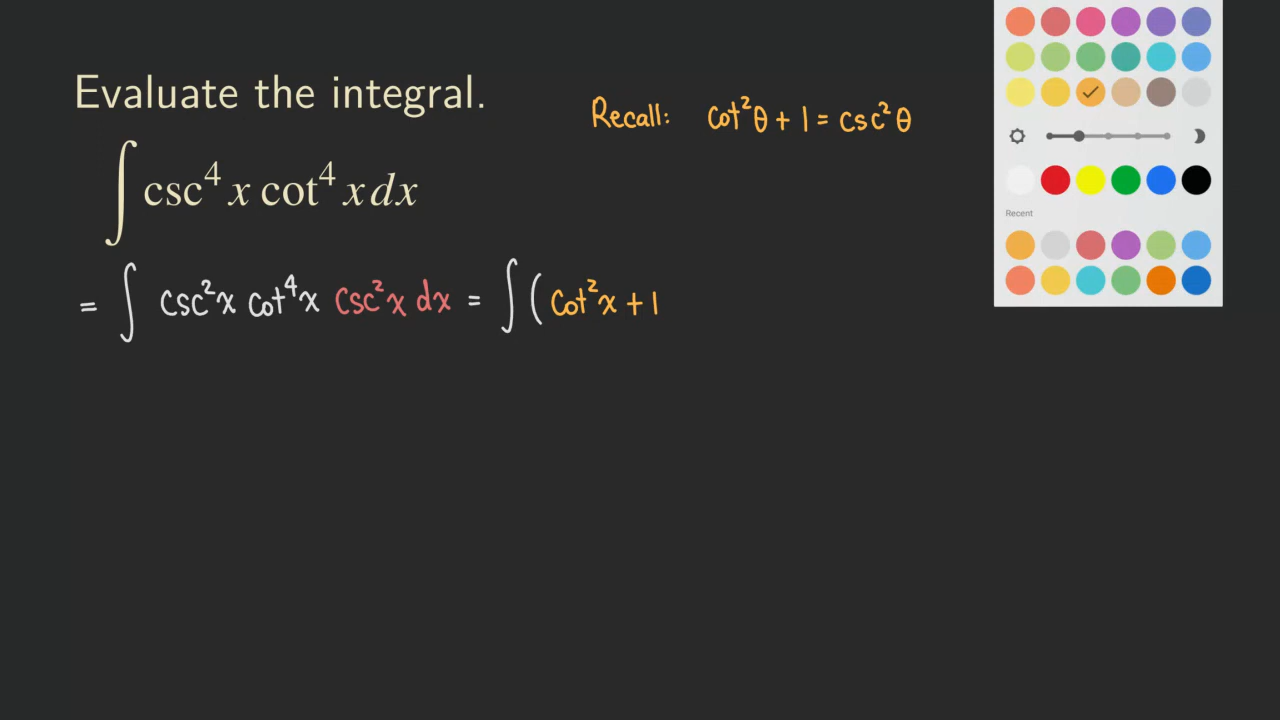 Evaluate the integral.
Recall: cot²θ + 1 = csc²θ
∫ csc⁴ x cot⁴ x dx
= ∫ csc²x cot⁴x csc²x dx = ∫ (cot²x + 1
Recent